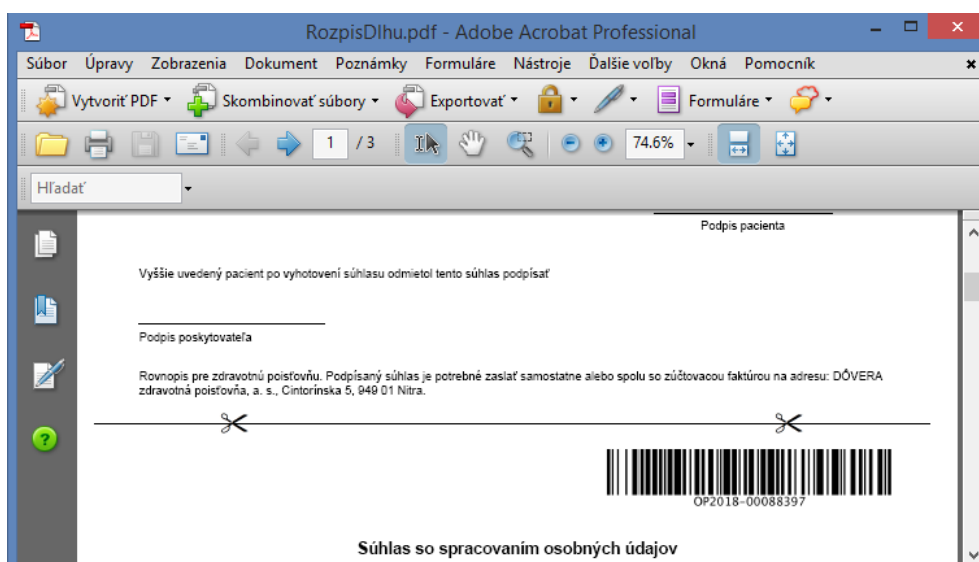 RozpisDlhu.pdf - Adobe Acrobat Professional
Súbor Úpravy Zobrazenia Dokument Poznámky Formuláre Nástroje Ďalšie voľby Okná Pomocník
Vytvoriť PDF Skombinovať súbory Exportovať Formuláre
1 / 3 74.6%
Hľadať
Podpis pacienta
Vyššie uvedený pacient po vyhotovení súhlasu odmietol tento súhlas podpísať
Podpis poskytovateľa
Rovnopis pre zdravotnú poisťovňu. Podpísaný súhlas je potrebné zaslať samostatne alebo spolu so zúčtovacou faktúrou na adresu: DÔVERA
zdravotná poisťovňa, a. s., Cintorínska 5, 949 01 Nitra.
OP2018-00088397
Súhlas so spracovaním osobných údajov